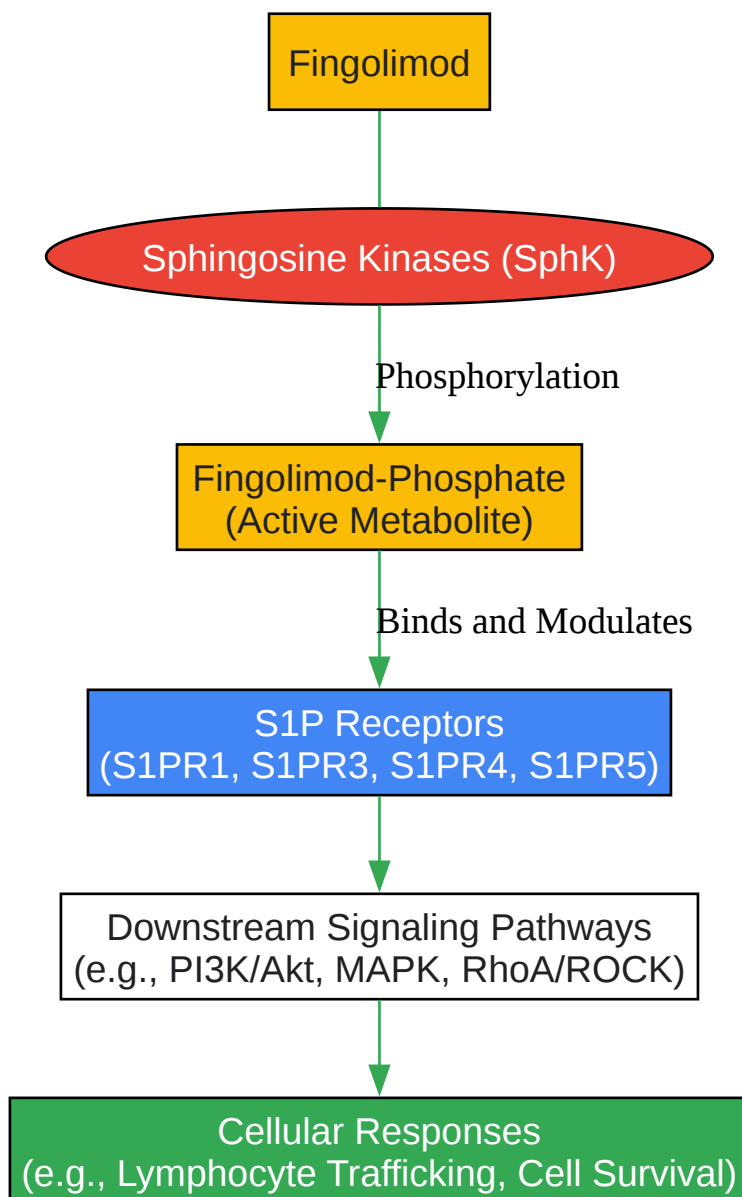 Fingolimod
Sphingosine Kinases (SphK)
Phosphorylation
Fingolimod-Phosphate
(Active Metabolite)
Binds and Modulates
S1P Receptors
(S1PR1, S1PR3, S1PR4, S1PR5)
Downstream Signaling Pathways
(e.g., PI3K/Akt, MAPK, RhoA/ROCK)
Cellular Responses
(e.g., Lymphocyte Trafficking, Cell Survival)